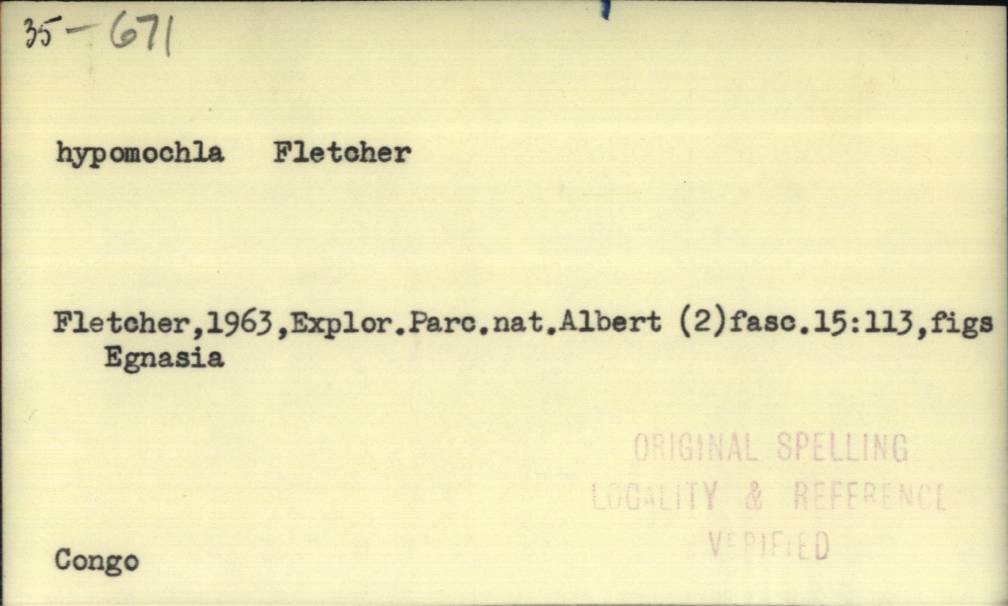 35-671
hypomochla Fletcher
Fletcher,1963,Explor.Parc.nat.Albert (2)fasc.15:113,figs
Egnasia
ORIGINAL SPELLING
LOCALITY & REFERENCE
VERIFIED
Congo